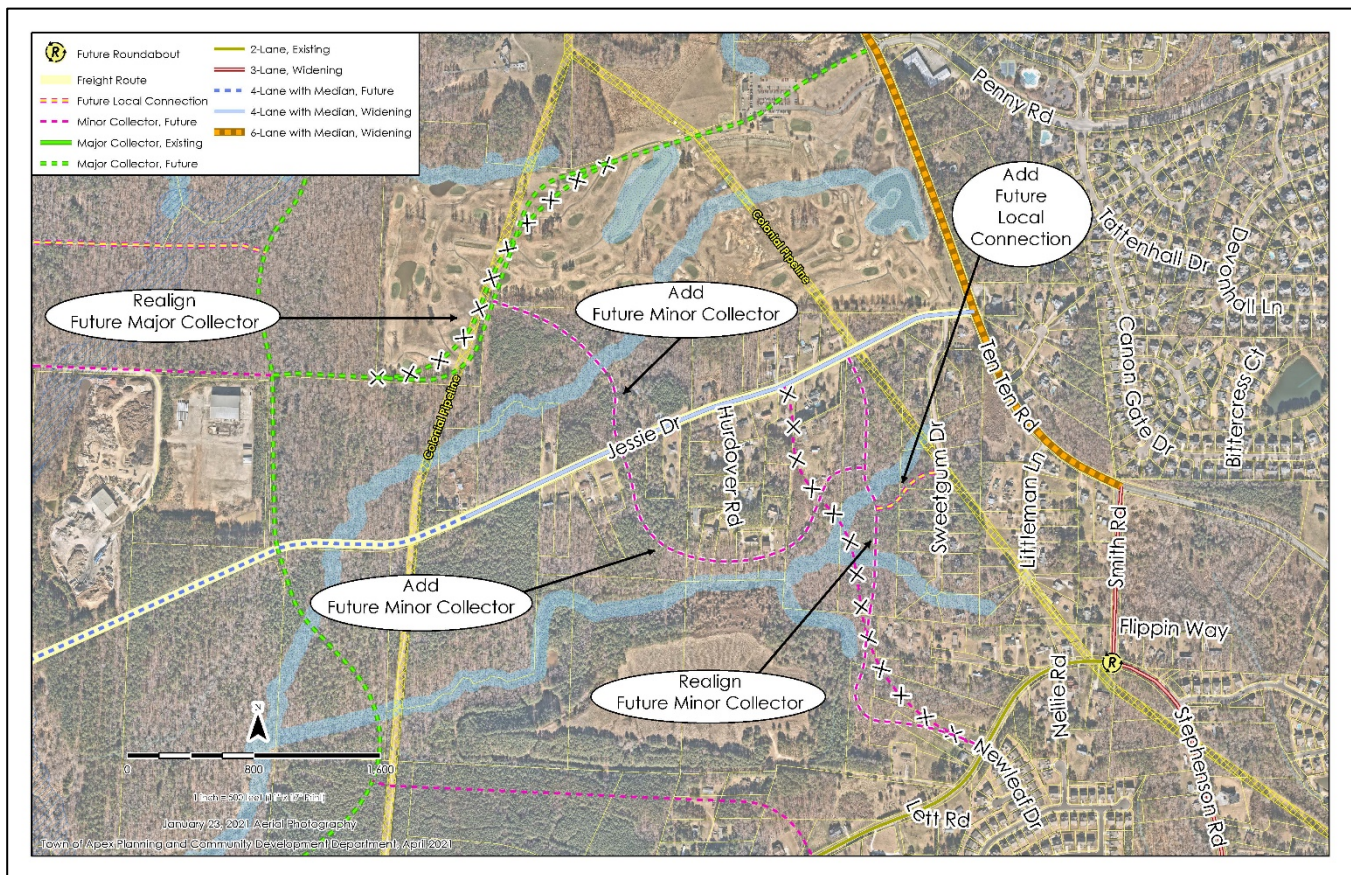 Future Roundabout
Freight Route
Future Local Connection
Minor Collector, Future
Major Collector, Existing
Major Collector, Future
2-Lane, Existing
3-Lane, Widening
4-Lane with Median, Future
4-Lane with Median, Widening
6-Lane with Median, Widening
R
Penny Rd
Add
Future
Local
Connection
Tattenhall Dr
Devonhall Ln
Colonial Pipeline
Realign
Future Major Collector
Add
Future Minor Collector
Ten Ten Rd
Canon Gate Dr
Bittercress Ct
Colonial Pipeline
Jessie Dr
Hurdover Rd
Sweetgum Dr
Littleman Ln
Smith Rd
Add
Future Minor Collector
Flippin Way
Realign
Future Minor Collector
R
Nellie Rd
Stephenson Rd
Newleaf Dr
Lett Rd
N
0 800 1,600
1 inch = 500 feet
January 23, 2021 Aerial Photography
Town of Apex Planning and Community Development Department, April 2021